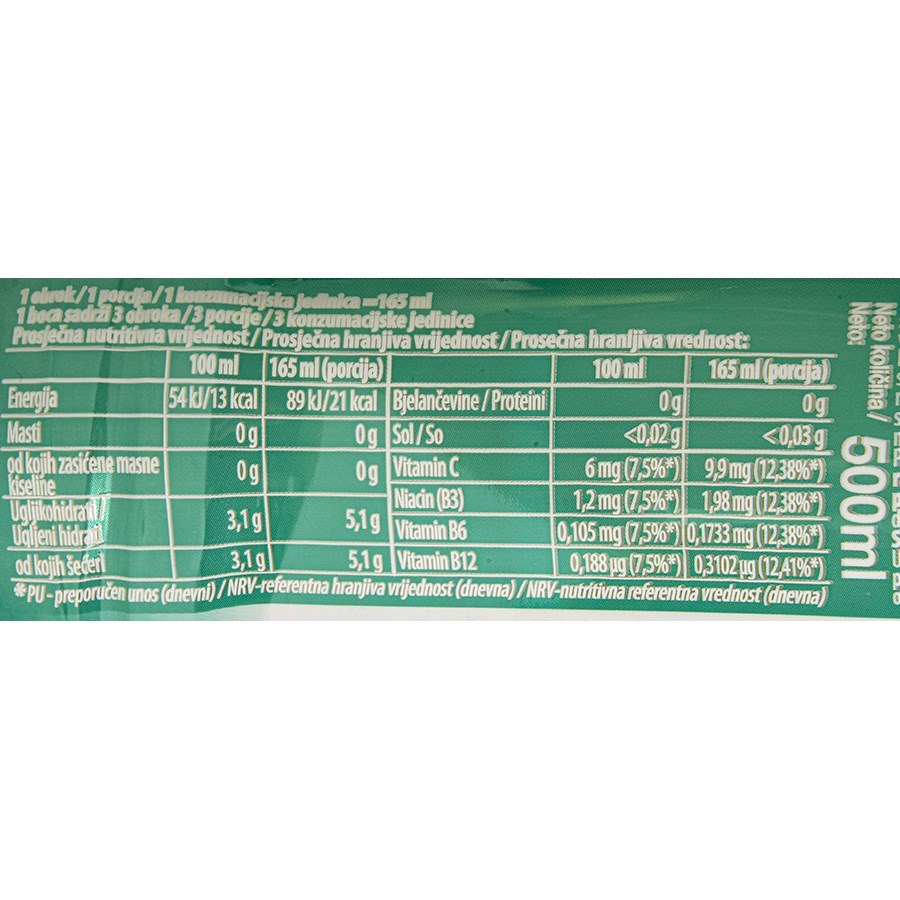 1 obrok / 1 porcija / 1 konzumacijska jedinica = 165 ml
1 boca sadrži 3 obroka / 3 porcije / 3 konzumacijske jedinice
Prosječna nutritivna vrijednost / Prosječna hranjiva vrijednost / Prosečna hranljiva vrednost:
100 ml 165 ml (porcija) 100 ml 165 ml (porcija)
Energija 54 kJ/13 kcal 89 kJ/21 kcal Bjelančevine / Proteini 0 g 0 g
Masti 0 g 0 g Sol / So <0,02 g <0,03 g
od kojih zasićene masne kiseline 0 g 0 g Vitamin C 6 mg (7,5%*) 9,9 mg (12,38%*)
Niacin (B3) 1,2 mg (7,5%*) 1,98 mg (12,38%*)
Ugljikohidrati
Ugljeni hidrati 3,1 g 5,1 g Vitamin B6 0,105 mg (7,5%*) 0,1733 mg (12,38%*)
od kojih šećeri 3,1 g 5,1 g Vitamin B12 0,188 µg (7,5%*) 0,3102 µg (12,41%*)
*PU - preporučen unos (dnevni) / NRV-referentna hranjiva vrijednost (dnevna) / NRV-nutritivna referentna vrednost (dnevna)
Neto količina /
Neto:
500ml